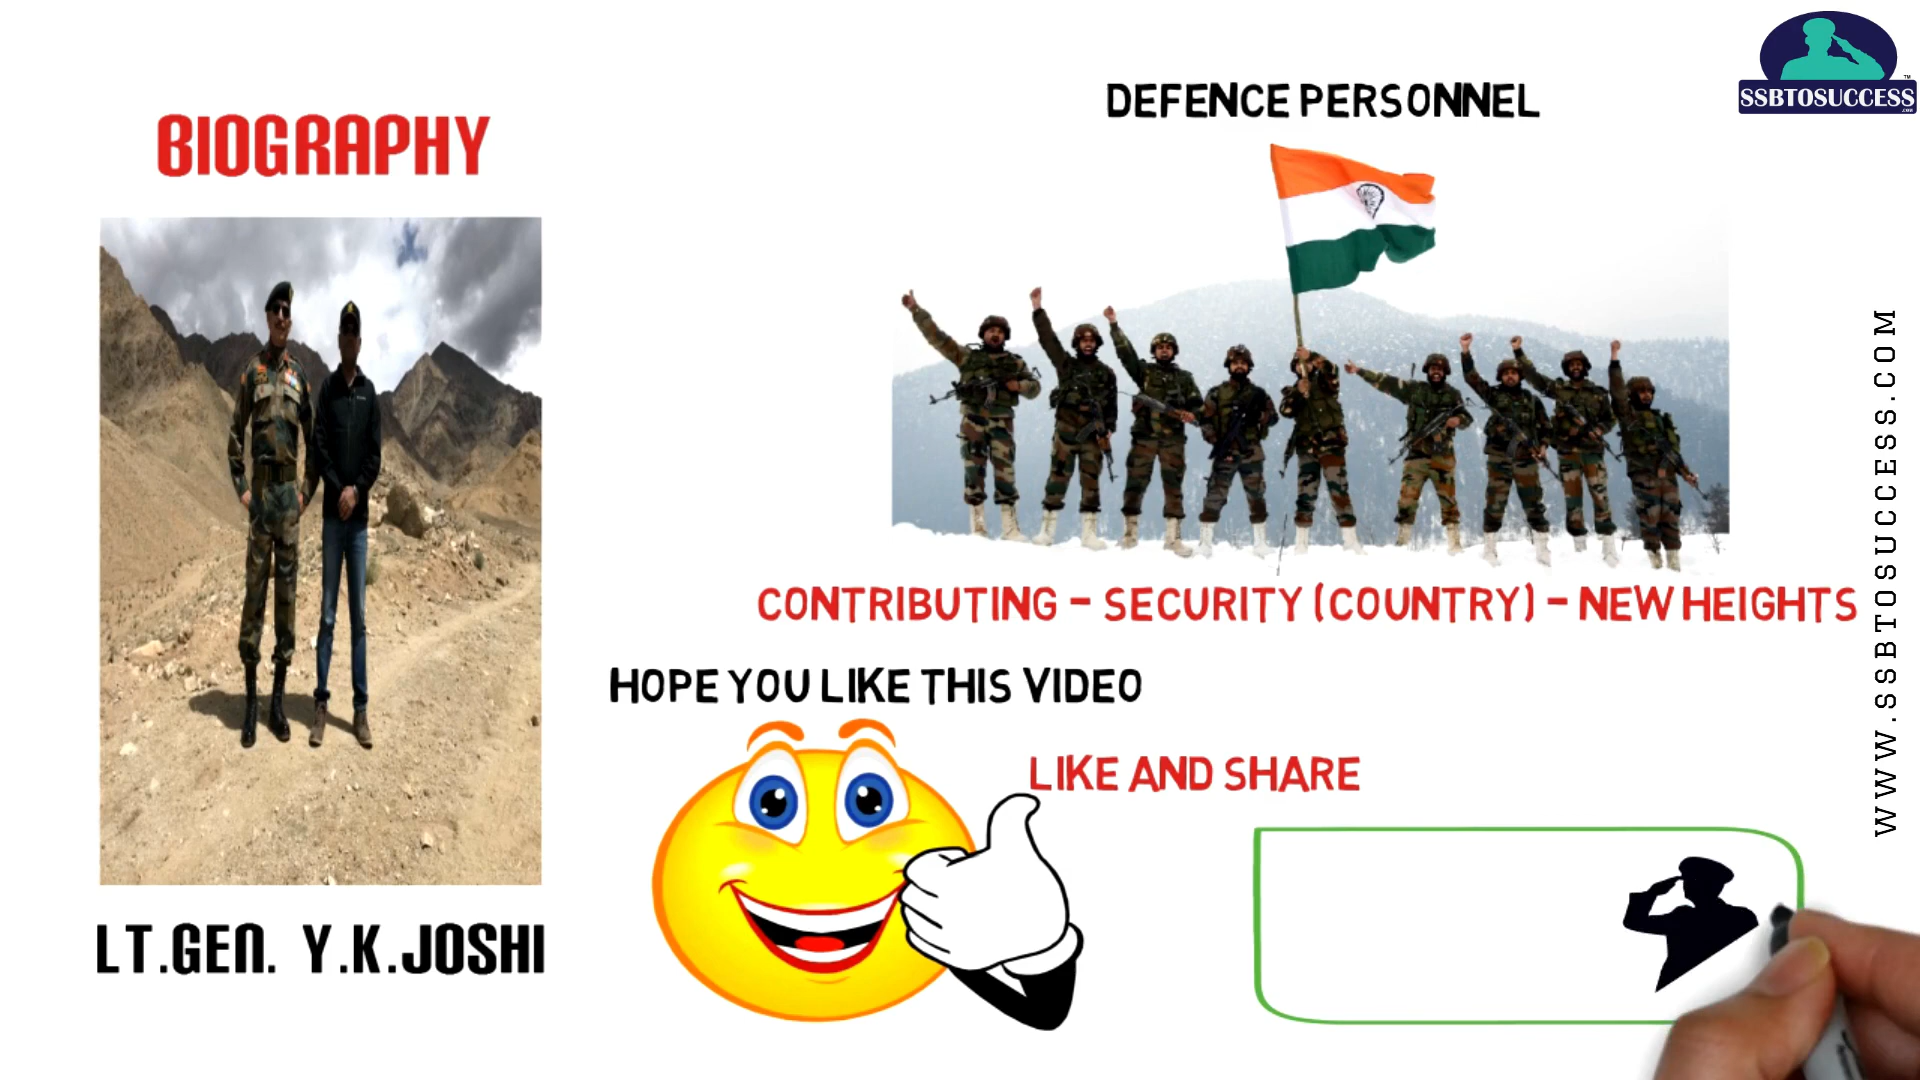 BIOGRAPHY
LT.GEN. Y.K.JOSHI
DEFENCE PERSONNEL
CONTRIBUTING - SECURITY (COUNTRY) - NEW HEIGHTS
HOPE YOU LIKE THIS VIDEO
LIKE AND SHARE
SSBTOSUCCESS
WWW.SSBTOSUCCESS.COM